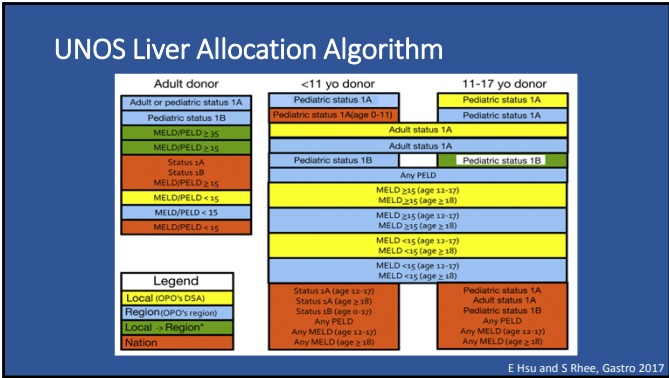 UNOS Liver Allocation Algorithm
Adult donor
Adult or pediatric status 1A
Pediatric status 1B
MELD/PELD ≥ 35
MELD/PELD ≥ 15
Status 1A
Status 1B
MELD/PELD ≥ 15
MELD/PELD < 15
MELD/PELD < 15
MELD/PELD < 15
<11 yo donor
11-17 yo donor
Pediatric status 1A
Pediatric status 1A
Pediatric status 1A(age 0-11)
Pediatric status 1A
Adult status 1A
Adult status 1A
Pediatric status 1B
Pediatric status 1B
Any PELD
MELD ≥15 (age 12-17)
MELD ≥15 (age ≥ 18)
MELD ≥15 (age 12-17)
MELD ≥15 (age ≥ 18)
MELD <15 (age 12-17)
MELD <15 (age ≥ 18)
MELD <15 (age 12-17)
MELD <15 (age ≥ 18)
Status 1A (age 12-17)
Status 1A (age ≥ 18)
Status 1B (age 0-17)
Any PELD
Any MELD (age 12-17)
Any MELD (age ≥ 18)
Pediatric status 1A
Adult status 1A
Pediatric status 1B
Any PELD
Any MELD (age 12-17)
Any MELD (age ≥ 18)
Legend
Local (OPO's DSA)
Region(OPO's region)
Local -> Region*
Nation
E Hsu and S Rhee, Gastro 2017